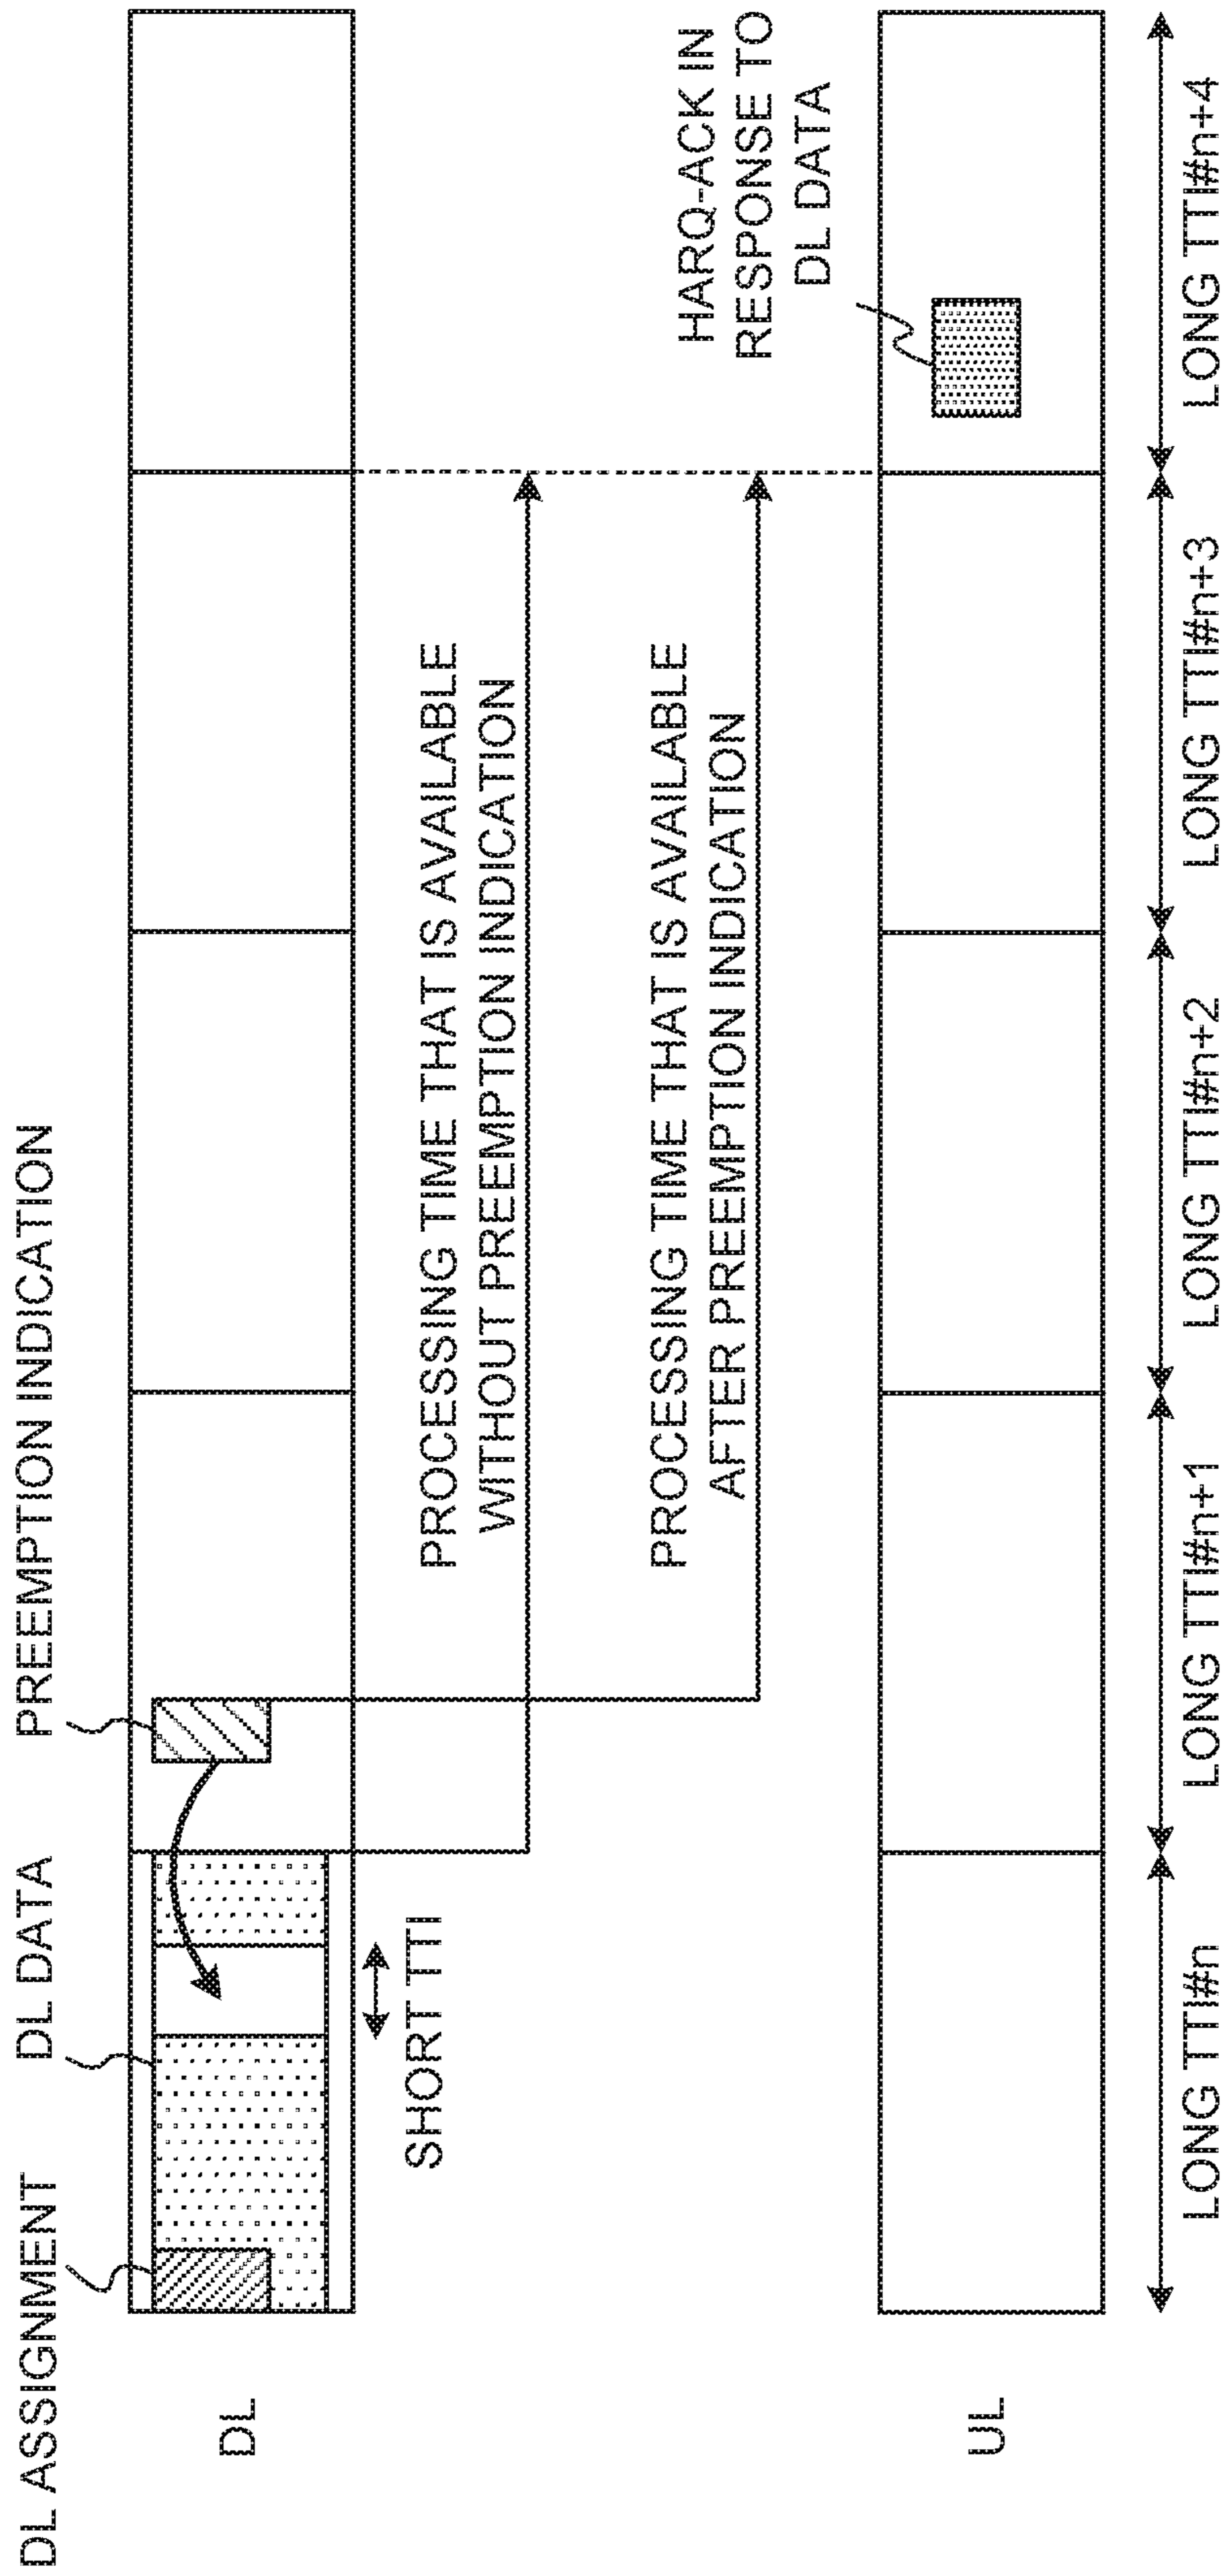 DL ASSIGNMENT
DL DATA
PREEMPTION INDICATION
DL
SHORT TTI
PROCESSING TIME THAT IS AVAILABLE
WITHOUT PREEMPTION INDICATION
PROCESSING TIME THAT IS AVAILABLE
AFTER PREEMPTION INDICATION
HARQ-ACK IN
RESPONSE TO
DL DATA
UL
LONG TTI#n
LONG TTI#n+1
LONG TTI#n+2
LONG TTI#n+3
LONG TTI#n+4